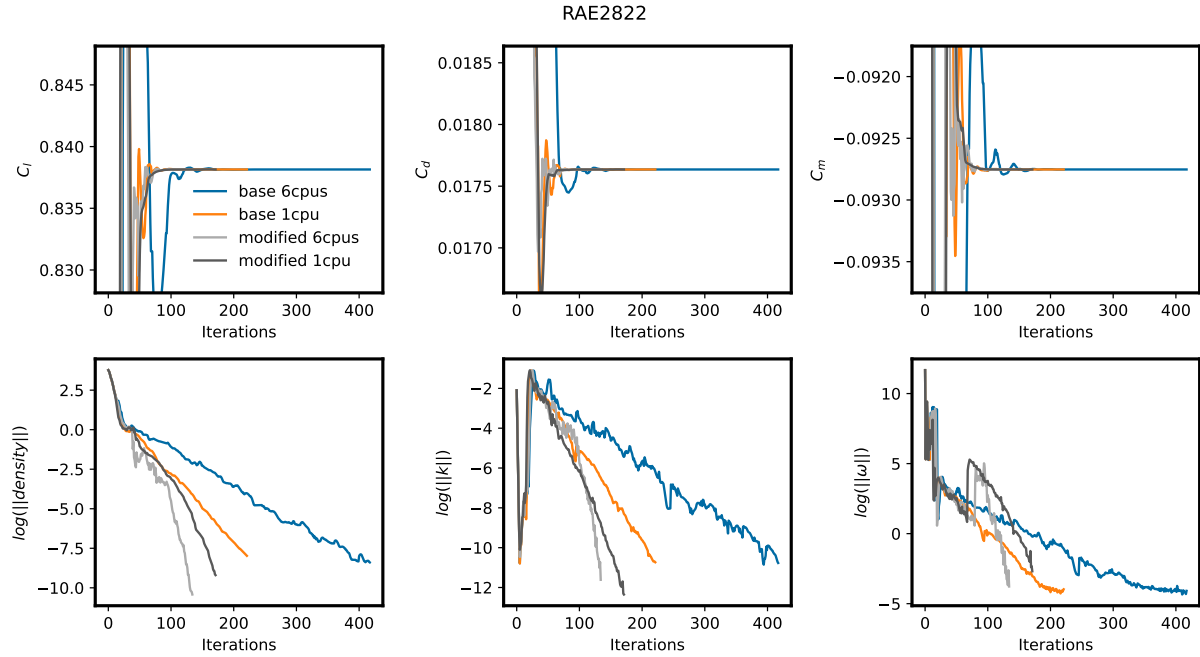 RAE2822
C_l
0.845
0.840
0.835
0.830
0 100 200 300 400
Iterations
base 6cpus
base 1cpu
modified 6cpus
modified 1cpu
C_d
0.0185
0.0180
0.0175
0.0170
0 100 200 300 400
Iterations
C_m
−0.0920
−0.0925
−0.0930
−0.0935
0 100 200 300 400
Iterations
log(||density||)
2.5
0.0
−2.5
−5.0
−7.5
−10.0
0 100 200 300 400
Iterations
log(||k||)
−2
−4
−6
−8
−10
−12
0 100 200 300 400
Iterations
log(||ω||)
10
5
0
−5
0 100 200 300 400
Iterations